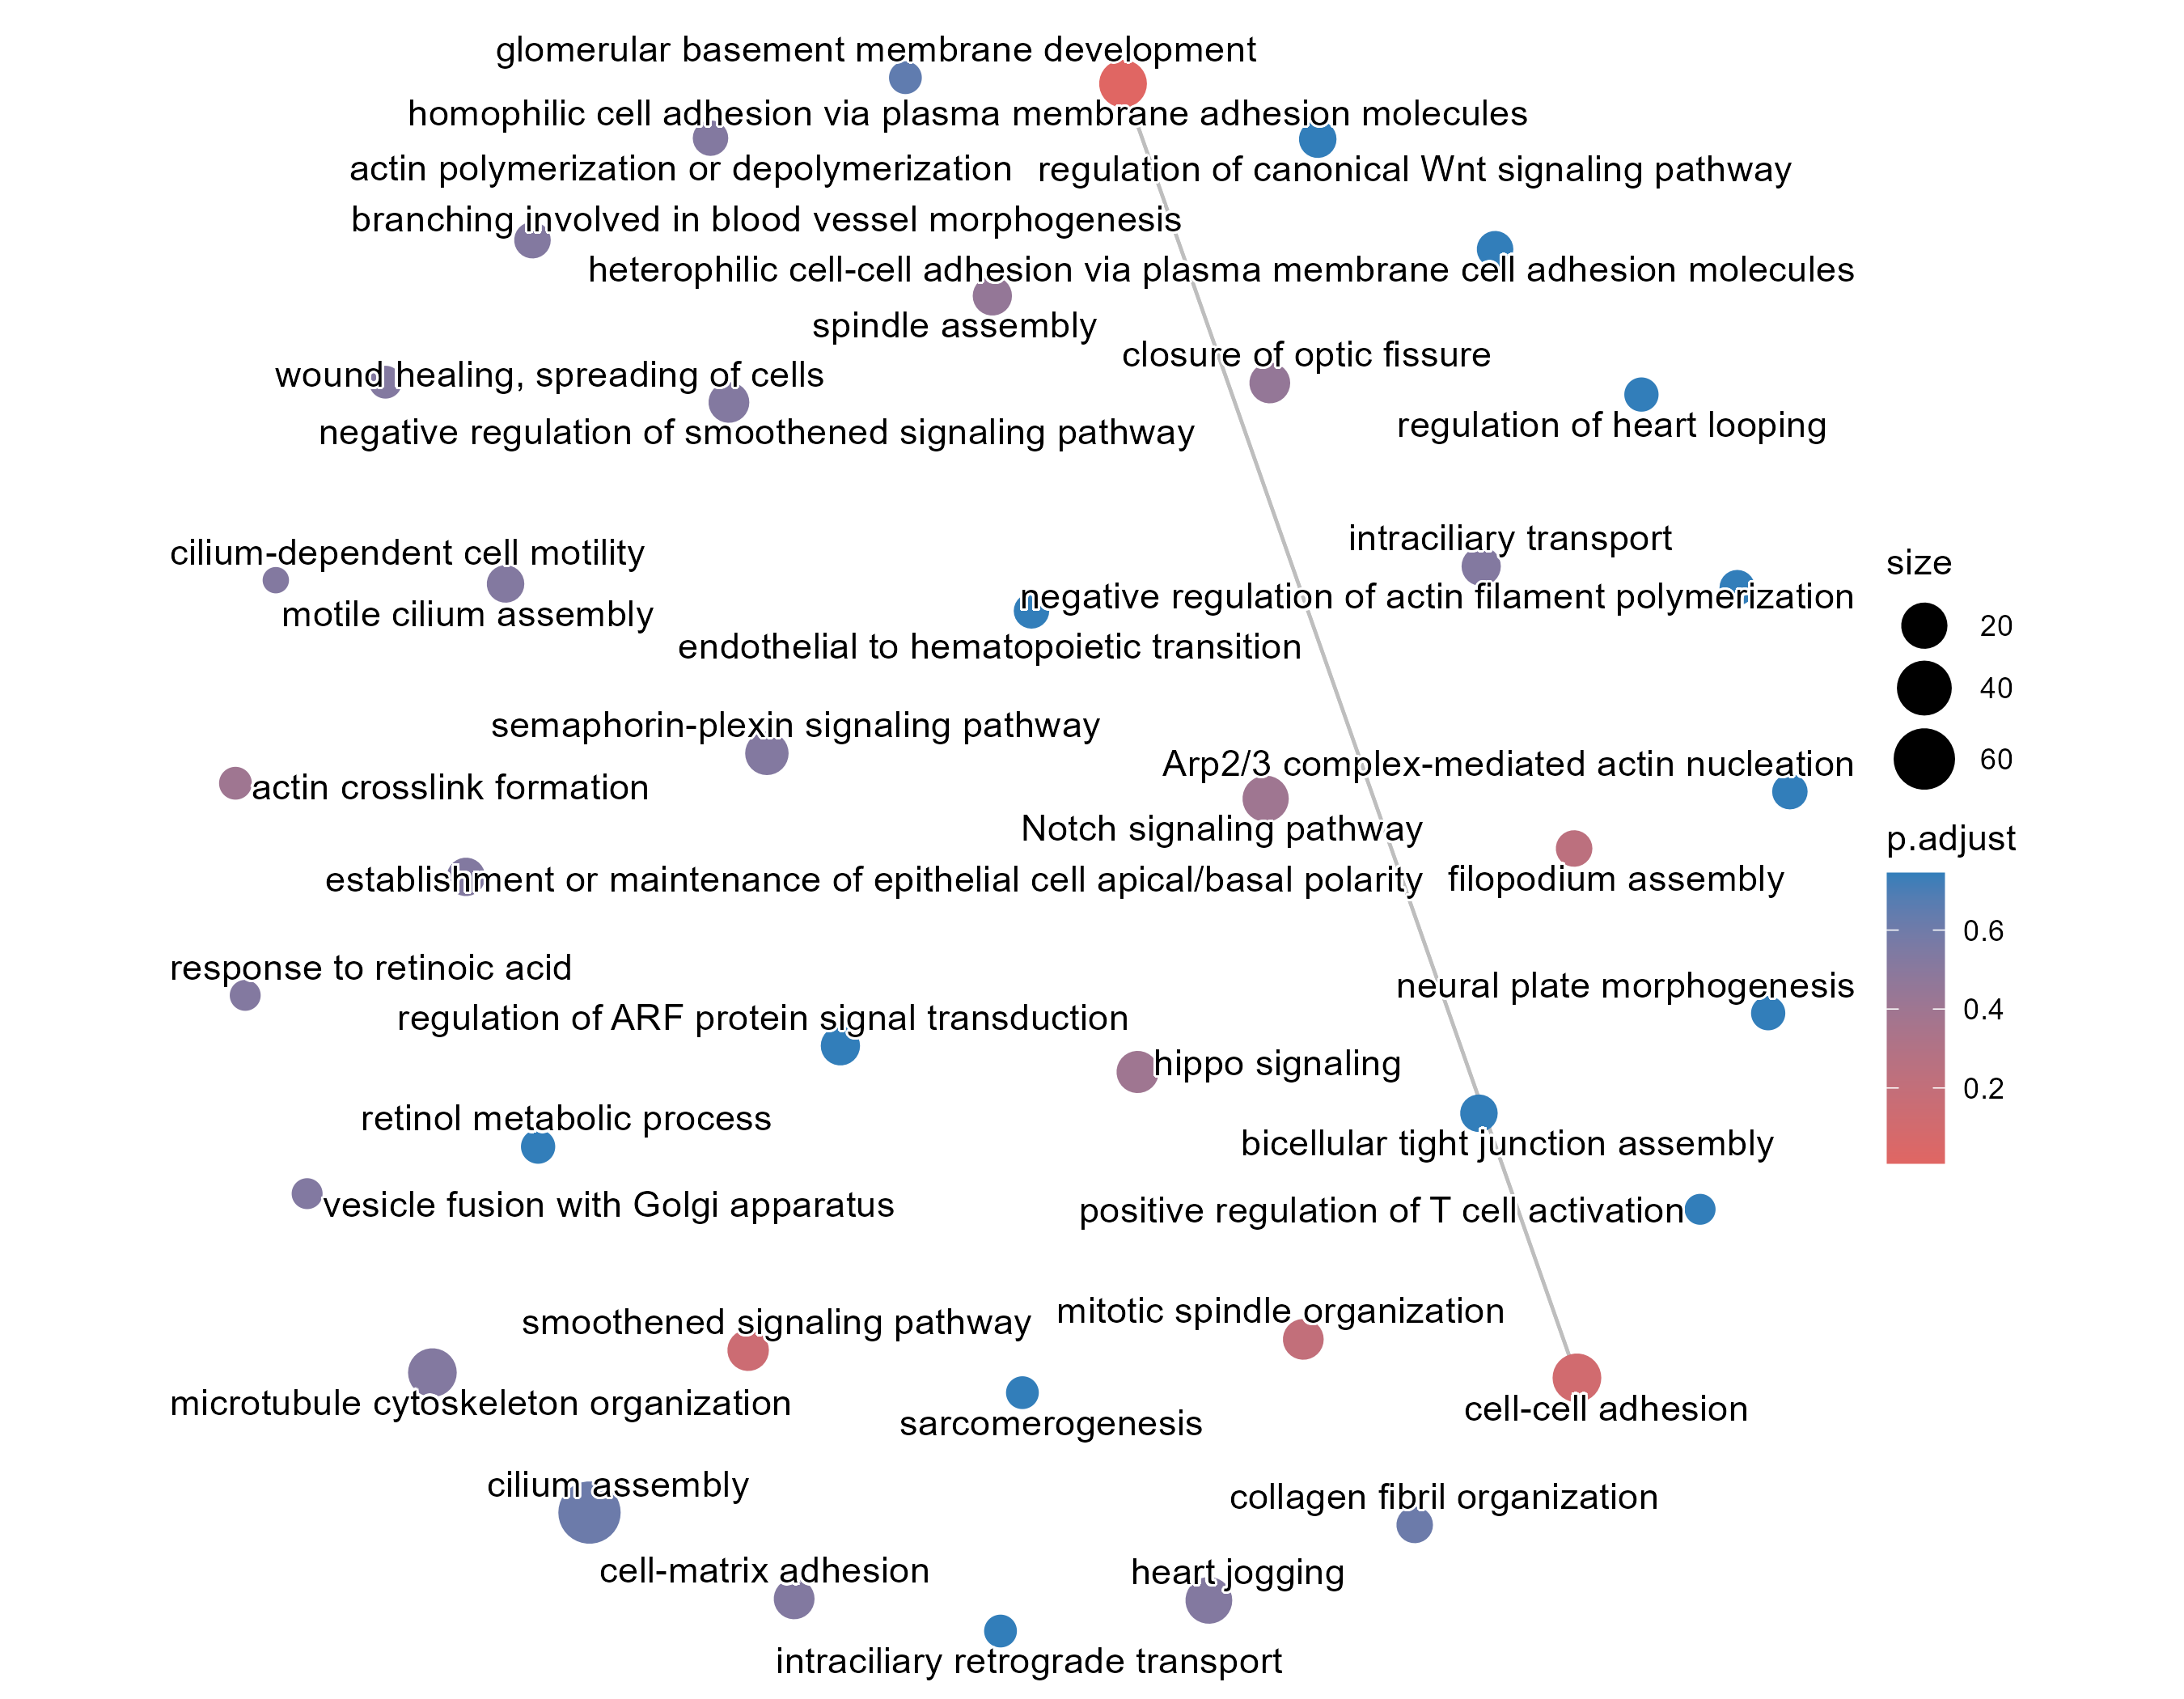 glomerular basement membrane development
homophilic cell adhesion via plasma membrane adhesion molecules
actin polymerization or depolymerization
regulation of canonical Wnt signaling pathway
branching involved in blood vessel morphogenesis
heterophilic cell-cell adhesion via plasma membrane cell adhesion molecules
spindle assembly
closure of optic fissure
wound healing, spreading of cells
regulation of heart looping
negative regulation of smoothened signaling pathway
intraciliary transport
cilium-dependent cell motility
size
negative regulation of actin filament polymerization
motile cilium assembly
20
endothelial to hematopoietic transition
40
semaphorin-plexin signaling pathway
60
Arp2/3 complex-mediated actin nucleation
actin crosslink formation
Notch signaling pathway
p.adjust
establishment or maintenance of epithelial cell apical/basal polarity
filopodium assembly
0.6
response to retinoic acid
neural plate morphogenesis
0.4
regulation of ARF protein signal transduction
hippo signaling
0.2
retinol metabolic process
bicellular tight junction assembly
vesicle fusion with Golgi apparatus
positive regulation of T cell activation
mitotic spindle organization
smoothened signaling pathway
microtubule cytoskeleton organization
cell-cell adhesion
sarcomerogenesis
cilium assembly
collagen fibril organization
cell-matrix adhesion
heart jogging
intraciliary retrograde transport